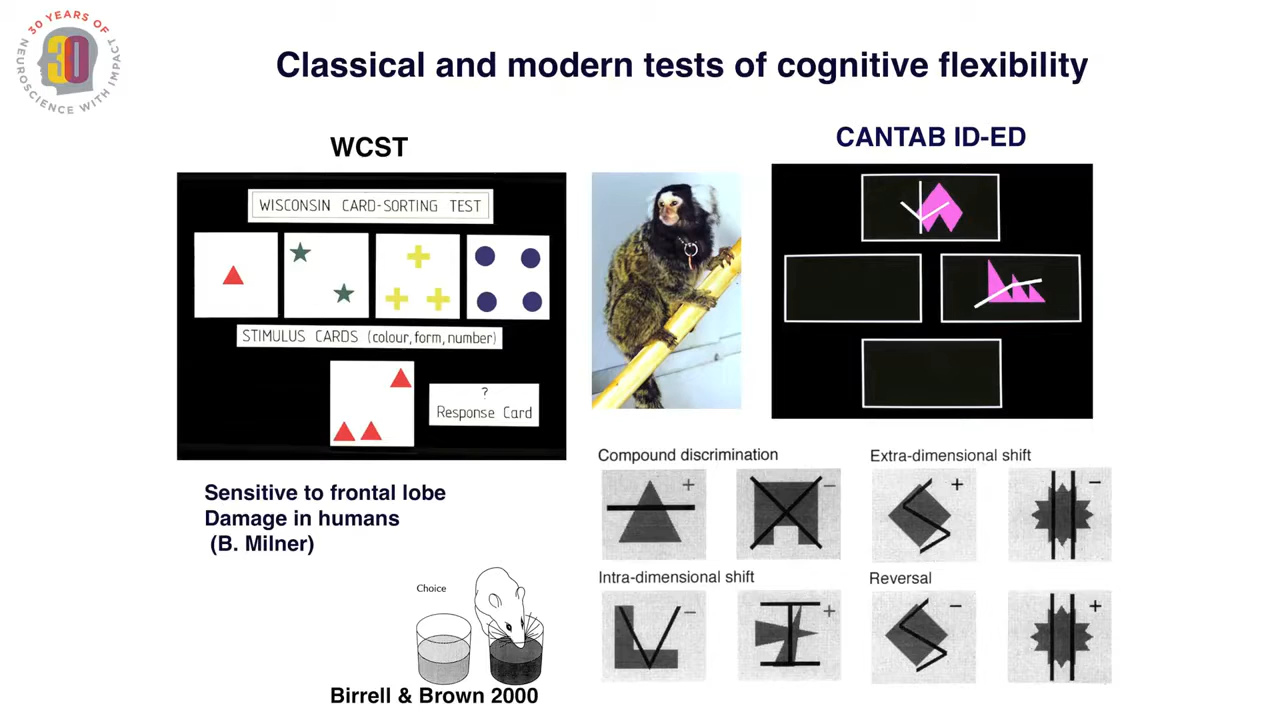 30 YEARS OF
NEUROSCIENCE WITH IMPACT
30
Classical and modern tests of cognitive flexibility
WCST
CANTAB ID-ED
WISCONSIN CARD-SORTING TEST
STIMULUS CARDS (colour, form, number)
?
Response Card
Sensitive to frontal lobe
Damage in humans
(B. Milner)
Choice
Birrell & Brown 2000
Compound discrimination
+ −
Extra-dimensional shift
+ −
Intra-dimensional shift
− +
Reversal
− +